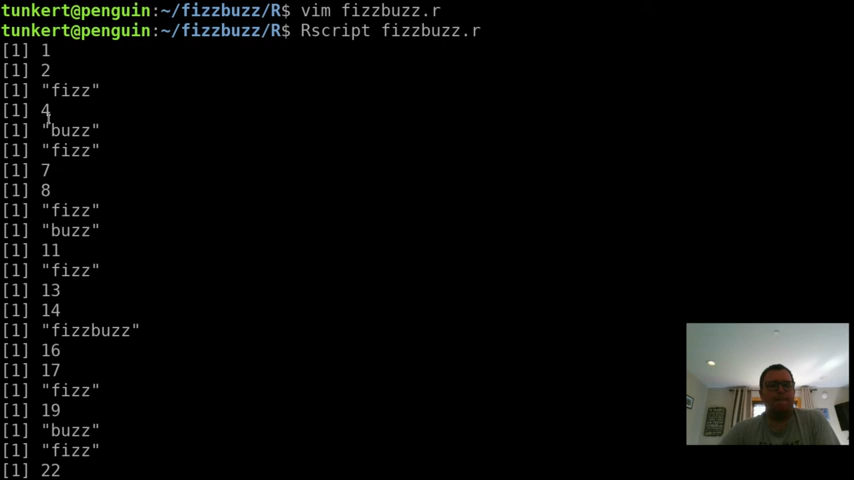 tunkert@penguin:~/fizzbuzz/R$ vim fizzbuzz.r
tunkert@penguin:~/fizzbuzz/R$ Rscript fizzbuzz.r
[1] 1
[1] 2
[1] "fizz"
[1] 4
[1] "buzz"
[1] "fizz"
[1] 7
[1] 8
[1] "fizz"
[1] "buzz"
[1] 11
[1] "fizz"
[1] 13
[1] 14
[1] "fizzbuzz"
[1] 16
[1] 17
[1] "fizz"
[1] 19
[1] "buzz"
[1] "fizz"
[1] 22